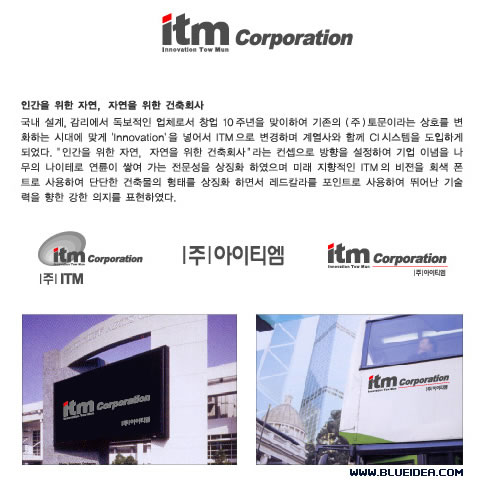 itm Corporation
Innovation Tow Mun
인간을 위한 자연, 자연을 위한 건축회사
국내 설계, 감리에서 독보적인 업체로서 창업 10주년을 맞이하여 기존의 (주)토문이라는 상호를 변
화하는 시대에 맞게 'Innovation'을 넣어서 ITM으로 변경하며 계열사와 함께 CI시스템을 도입하게
되었다. "인간을 위한 자연, 자연을 위한 건축회사"라는 컨셉으로 방향을 설정하여 기업 이념을 나
무의 나이테로 연륜이 쌓여 가는 전문성을 상징화 하였으며 미래 지향적인 ITM의 비전을 회색 폰
트로 사용하여 단단한 건축물의 형태를 상징화 하면서 레드칼라를 포인트로 사용하여 뛰어난 기술
력을 향한 강한 의지를 표현하였다.
itm Corporation
Innovation Tow Mun
|주| ITM
|주|아이티엠
itm Corporation
Innovation Tow Mun
|주|아이티엠
itm Corporation
|주|아이티엠
itm Corporation
|주|아이티엠
WWW.BLUEIDEA.COM